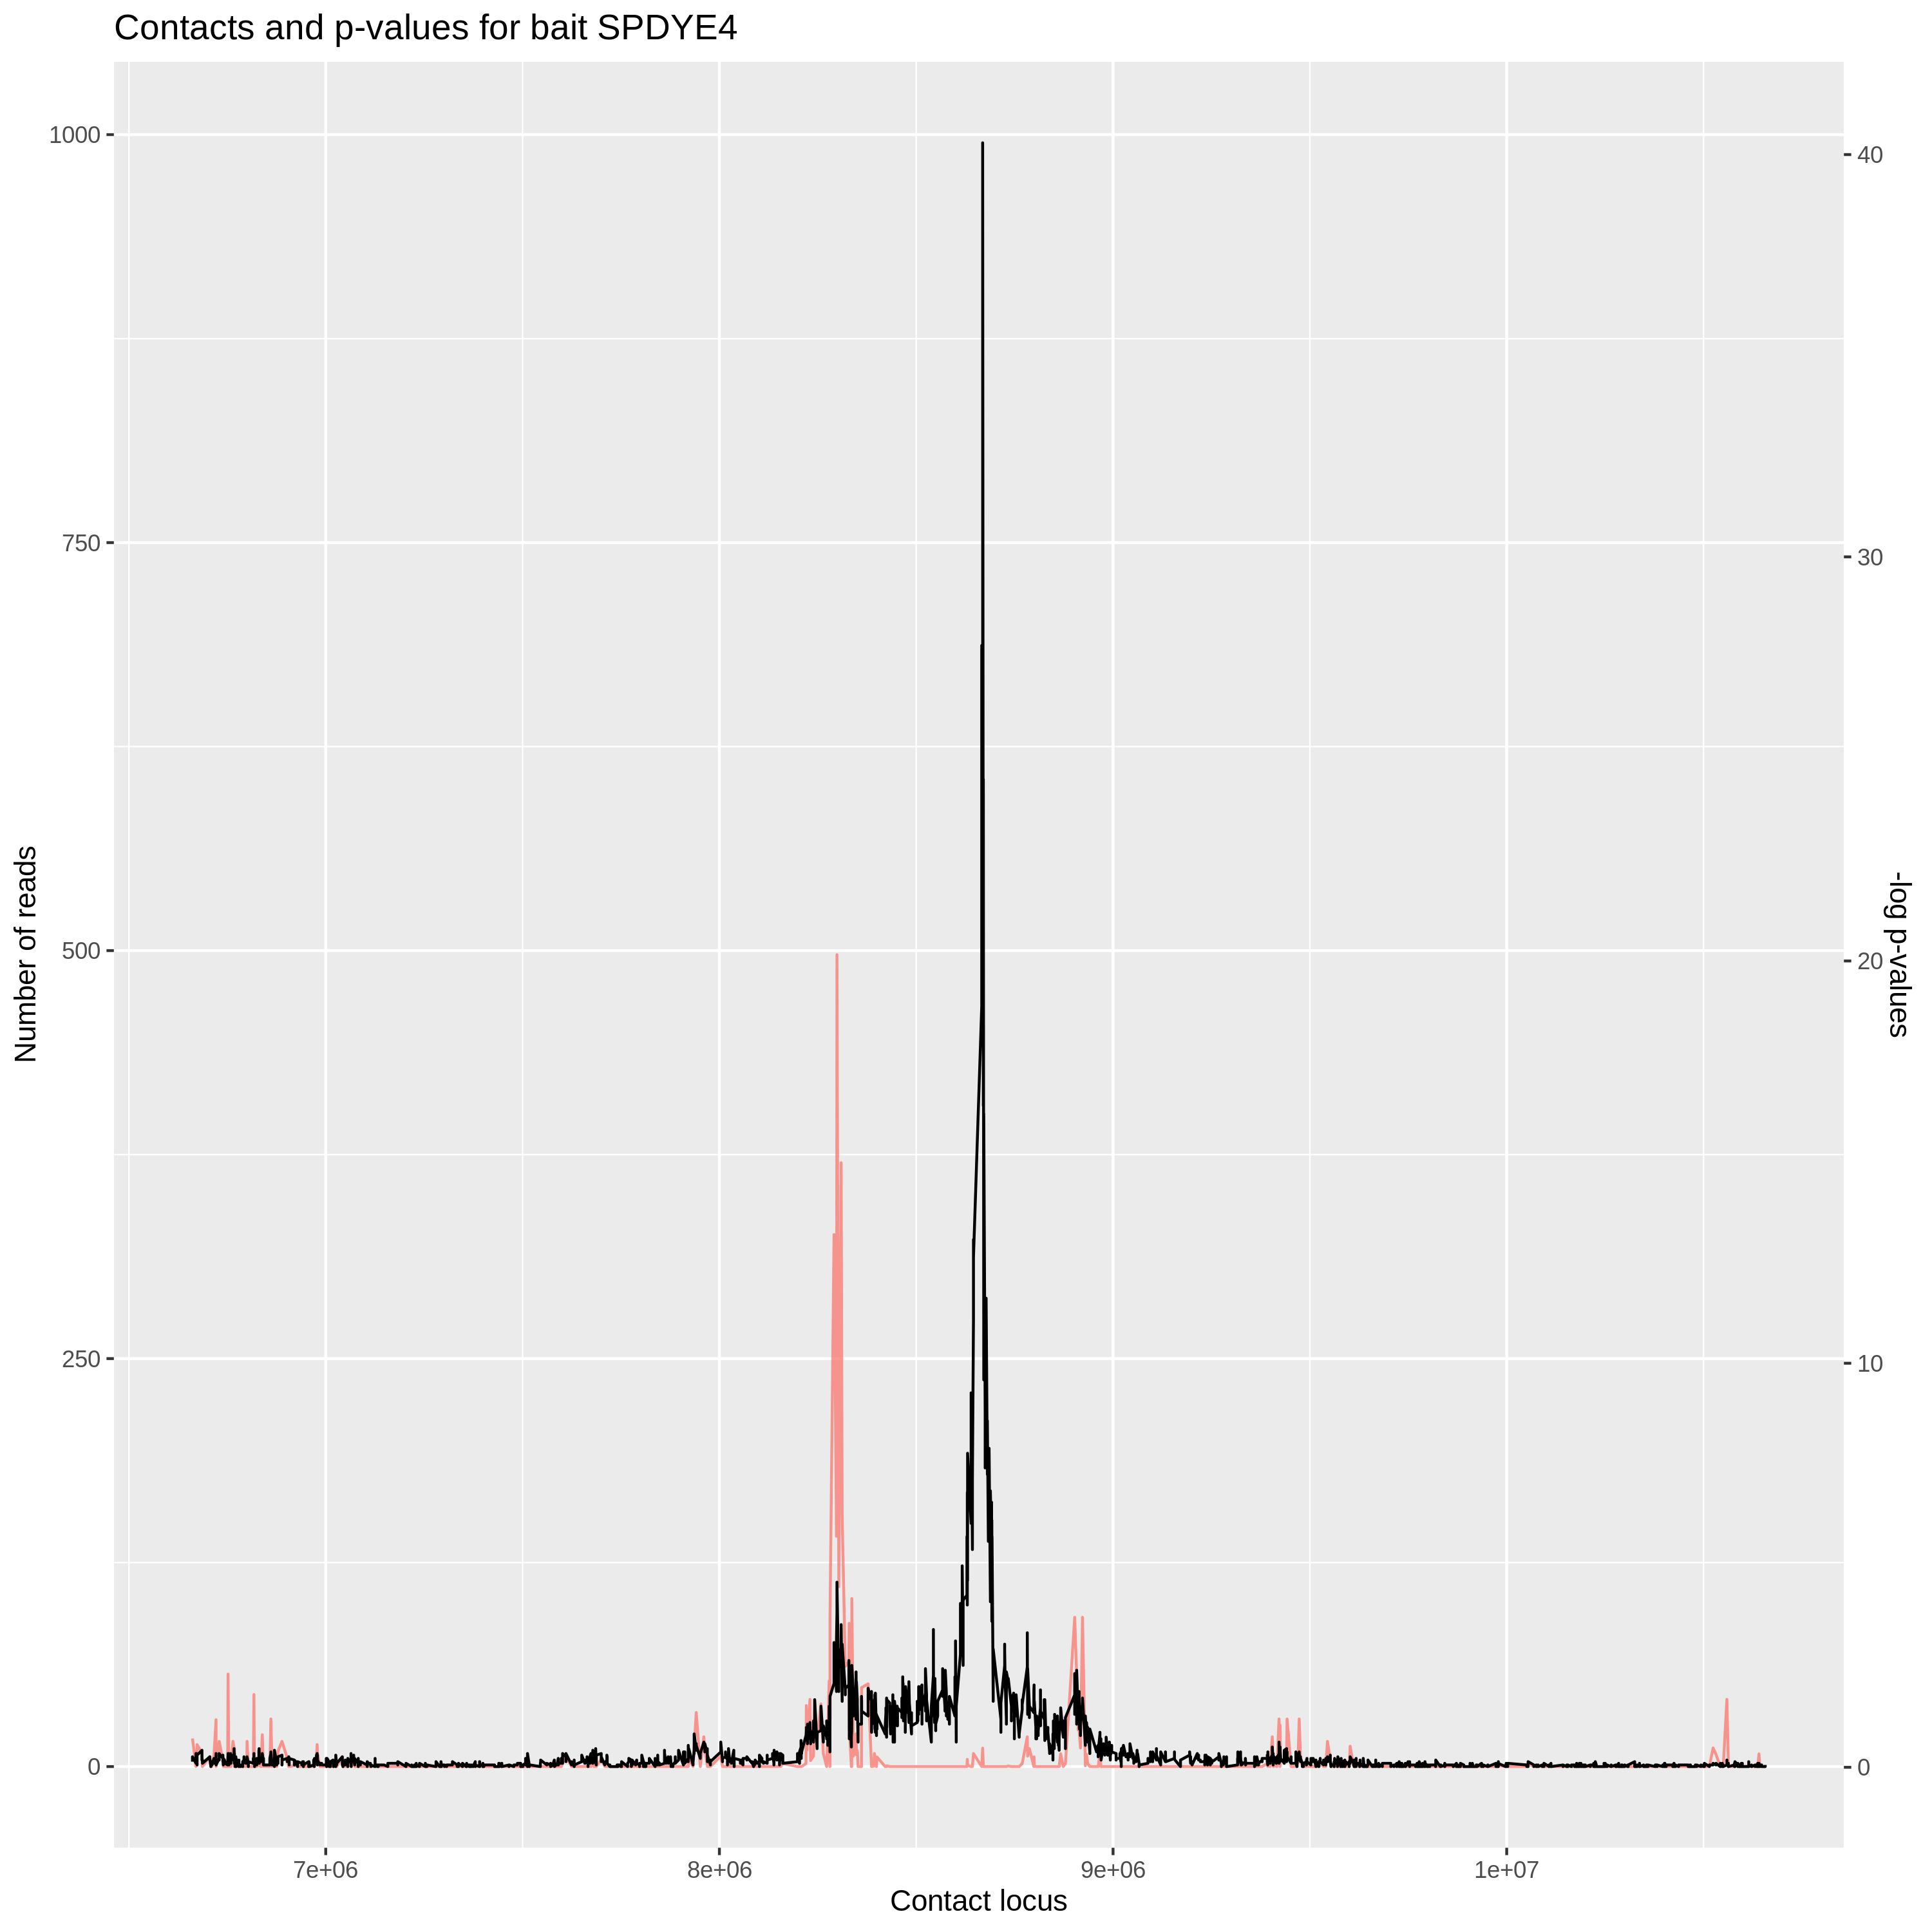 Contacts and p-values for bait SPDYE4
1000
750
500
250
0
Number of reads
40
30
20
10
0
-log p-values
7e+06
8e+06
9e+06
1e+07
Contact locus